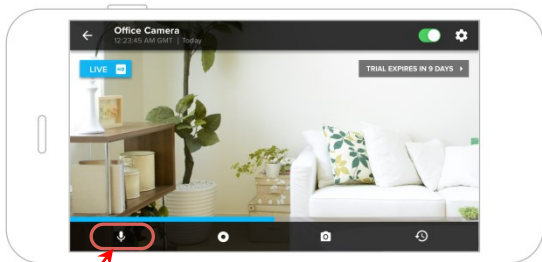 Office Camera
12:23:45 AM GMT | Today
LIVE HD
TRIAL EXPIRES IN 9 DAYS